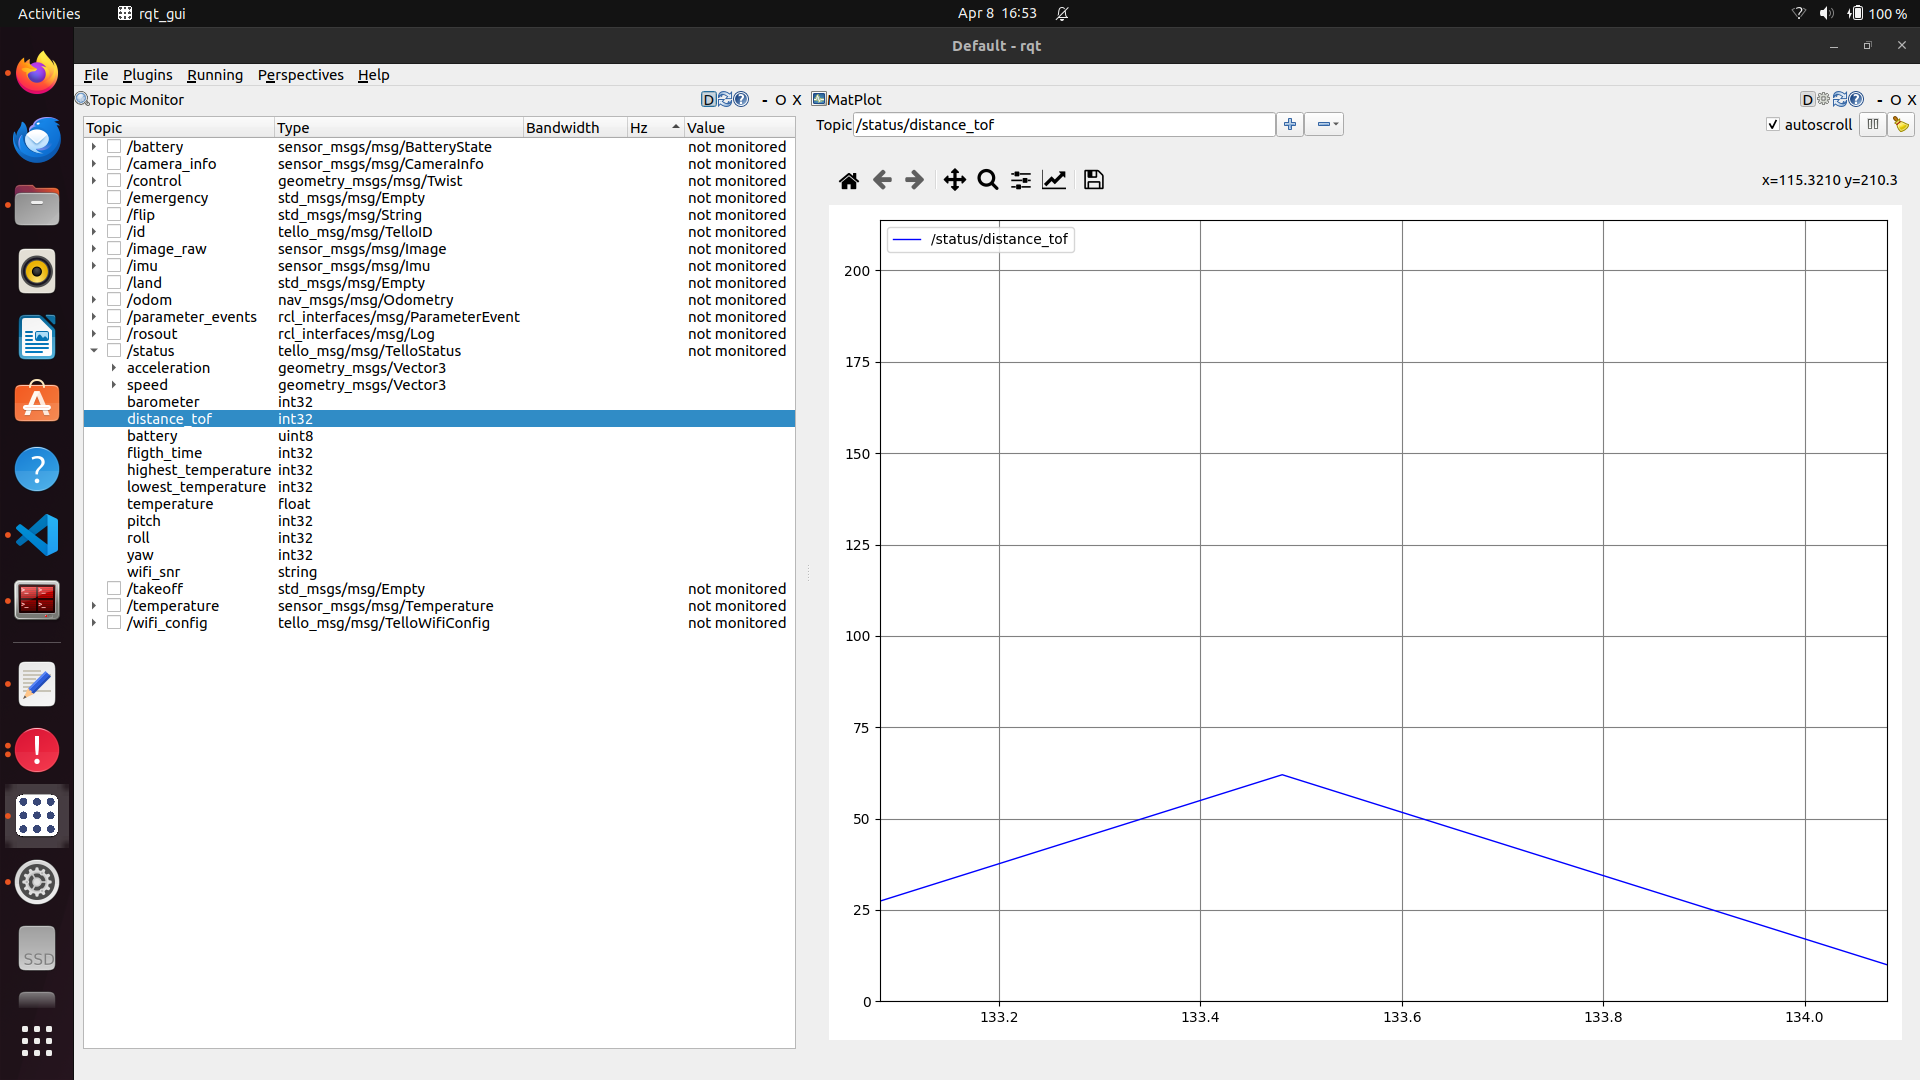 Activities rqt_gui Apr 8 16:53 100 %
Default - rqt
File Plugins Running Perspectives Help
Topic Monitor D - O X
Topic Type Bandwidth Hz Value
/battery sensor_msgs/msg/BatteryState not monitored
/camera_info sensor_msgs/msg/CameraInfo not monitored
/control geometry_msgs/msg/Twist not monitored
/emergency std_msgs/msg/Empty not monitored
/flip std_msgs/msg/String not monitored
/id tello_msg/msg/TelloID not monitored
/image_raw sensor_msgs/msg/Image not monitored
/imu sensor_msgs/msg/Imu not monitored
/land std_msgs/msg/Empty not monitored
/odom nav_msgs/msg/Odometry not monitored
/parameter_events rcl_interfaces/msg/ParameterEvent not monitored
/rosout rcl_interfaces/msg/Log not monitored
/status tello_msg/msg/TelloStatus not monitored
acceleration geometry_msgs/Vector3
speed geometry_msgs/Vector3
barometer int32
distance_tof int32
battery uint8
fligth_time int32
highest_temperature int32
lowest_temperature int32
temperature float
pitch int32
roll int32
yaw int32
wifi_snr string
/takeoff std_msgs/msg/Empty not monitored
/temperature sensor_msgs/msg/Temperature not monitored
/wifi_config tello_msg/msg/TelloWifiConfig not monitored
MatPlot D - O X
Topic /status/distance_tof autoscroll
x=115.3210 y=210.3
/status/distance_tof
200
175
150
125
100
75
50
25
0
133.2 133.4 133.6 133.8 134.0
SSD